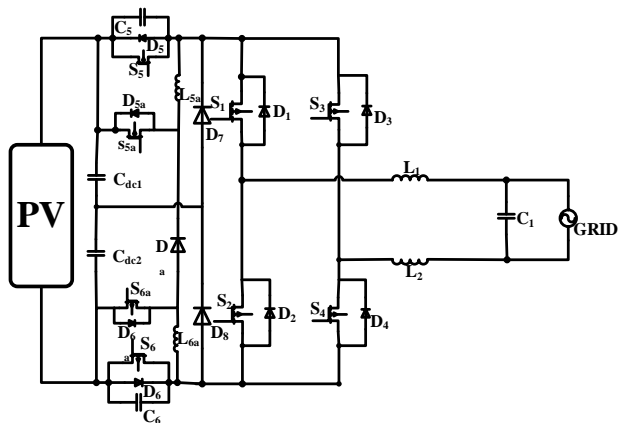 C5
D5
S5
L5a
D5a
S5a
S1
D1
S3
D3
D7
L1
PV
Cdc1
C1
GRID
Cdc2
D
a
L2
S6a
D6
a
S2
D2
S4
D4
D8
L6a
S6
D6
C6